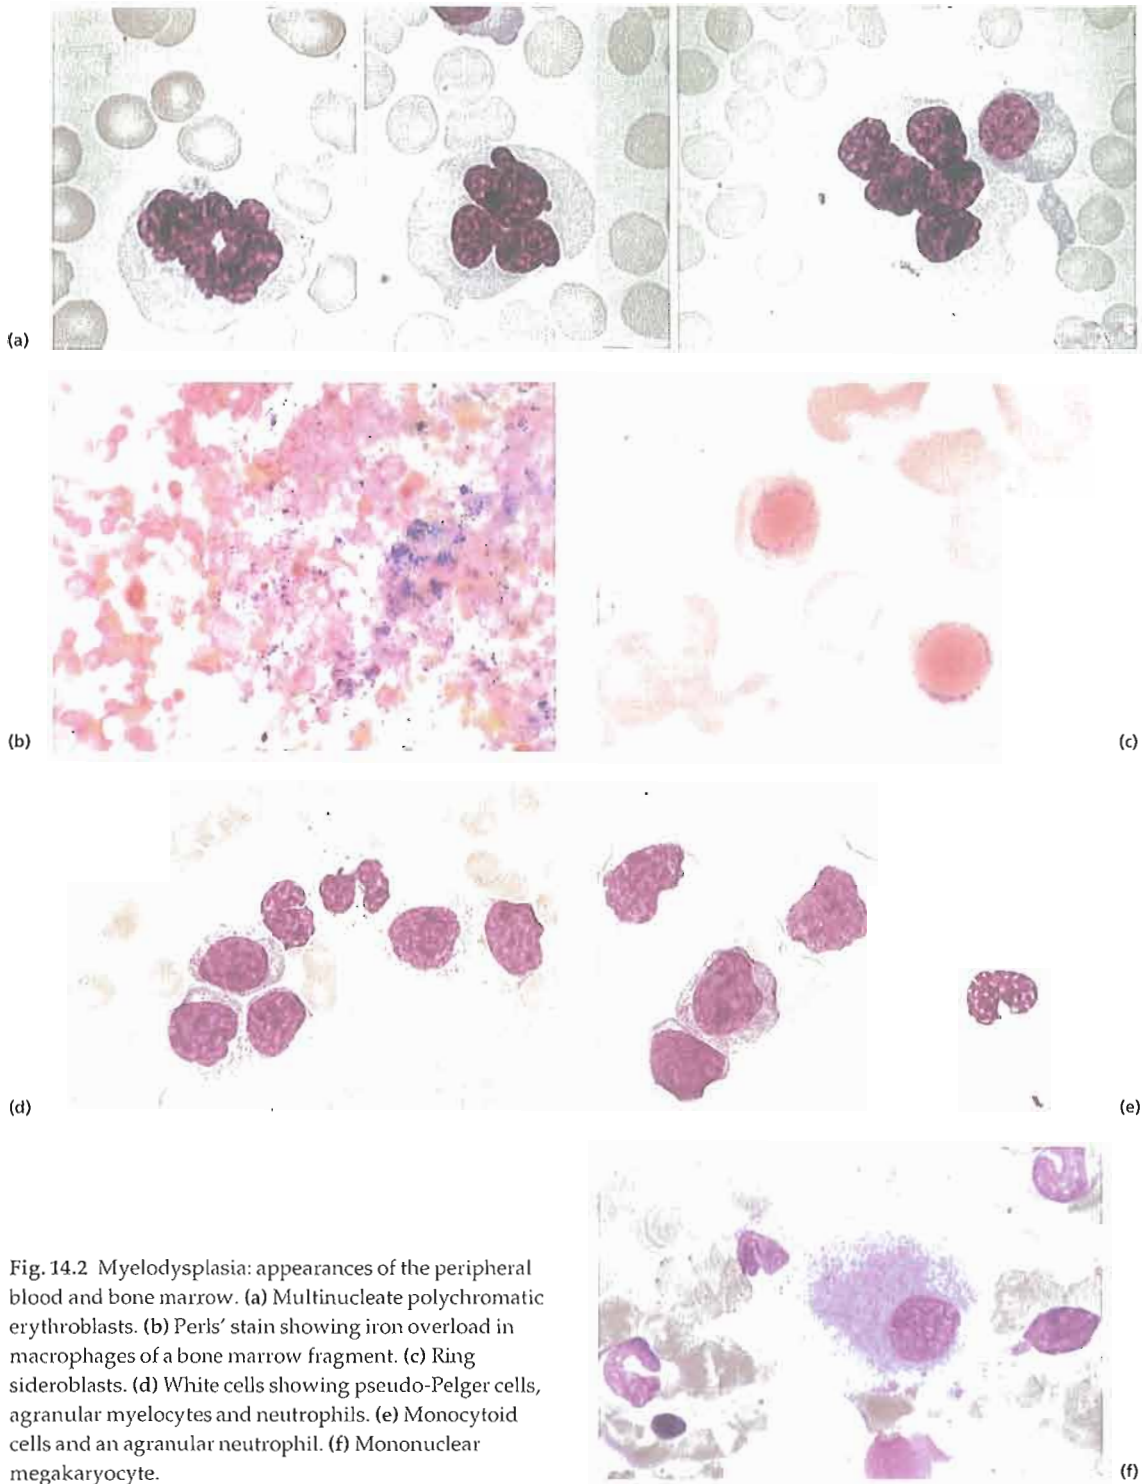 (a)
(b)
(c)
(d)
(e)
Fig. 14.2 Myelodysplasia: appearances of the peripheral
blood and bone marrow. (a) Multinucleate polychromatic
erythroblasts. (b) Perls' stain showing iron overload in
macrophages of a bone marrow fragment. (c) Ring
sideroblasts. (d) White cells showing pseudo-Pelger cells,
agranular myelocytes and neutrophils. (e) Monocytoid
cells and an agranular neutrophil. (f) Mononuclear
megakaryocyte.
(f)